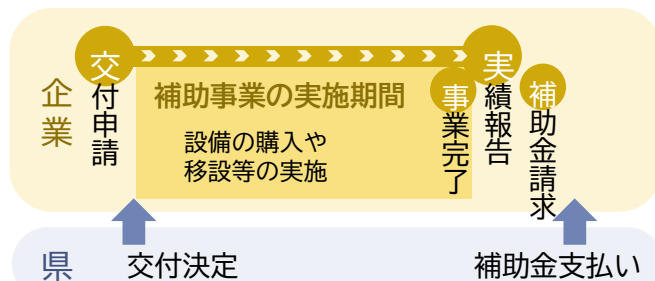 企業
交付申請
補助事業の実施期間
設備の購入や
移設等の実施
事業完了
実績報告
補助金請求
県
交付決定
補助金支払い